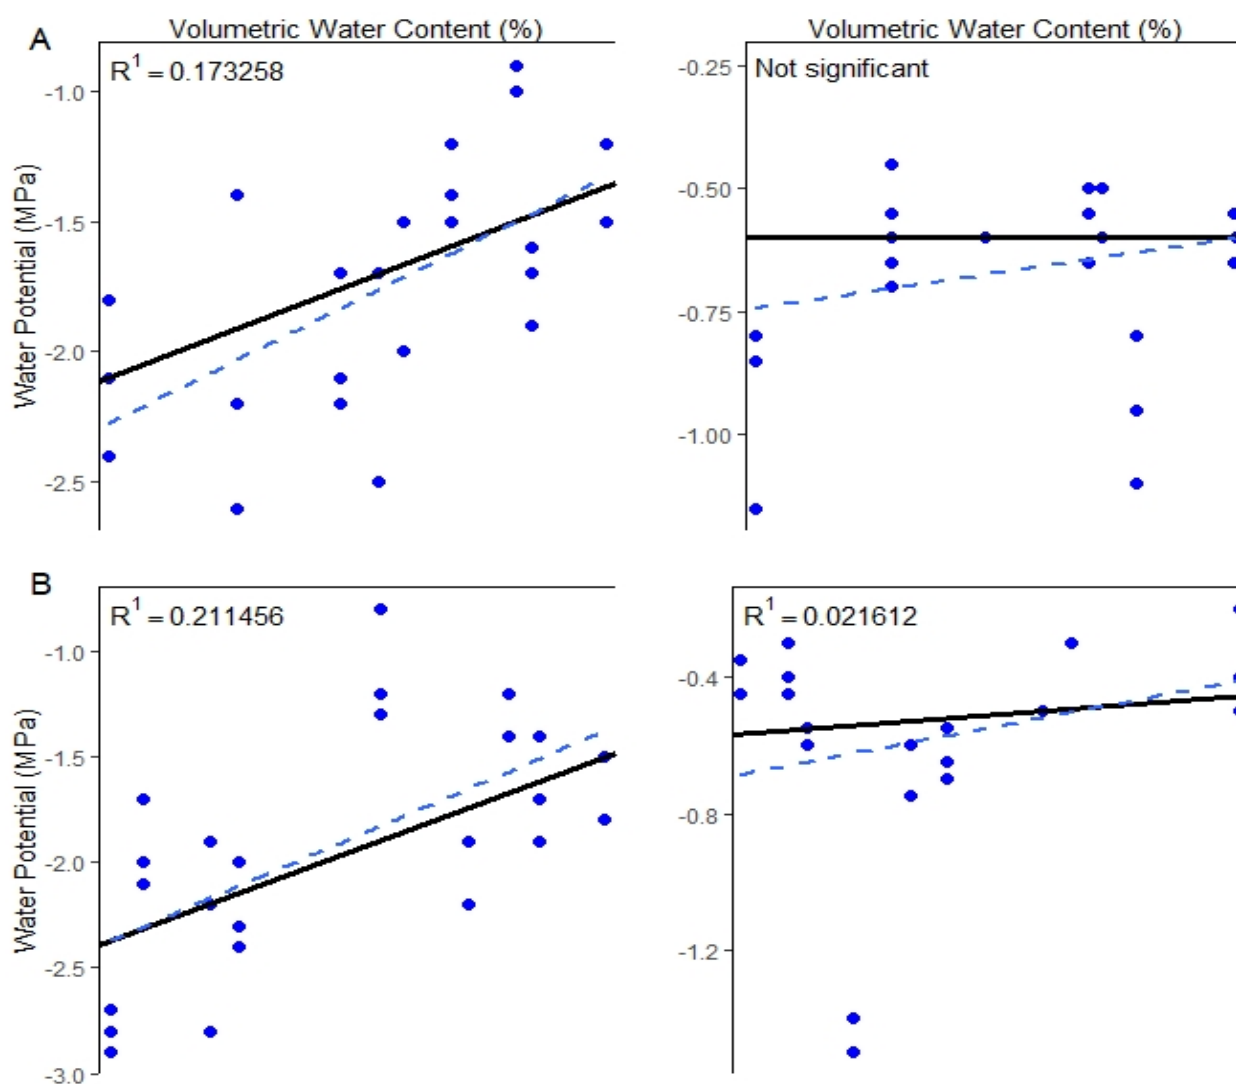 A
Volumetric Water Content (%)
Volumetric Water Content (%)
R¹ = 0.173258
Not significant
Water Potential (MPa)
-1.0
-1.5
-2.0
-2.5
-0.25
-0.50
-0.75
-1.00
B
R¹ = 0.211456
R¹ = 0.021612
Water Potential (MPa)
-1.0
-1.5
-2.0
-2.5
-3.0
-0.4
-0.8
-1.2